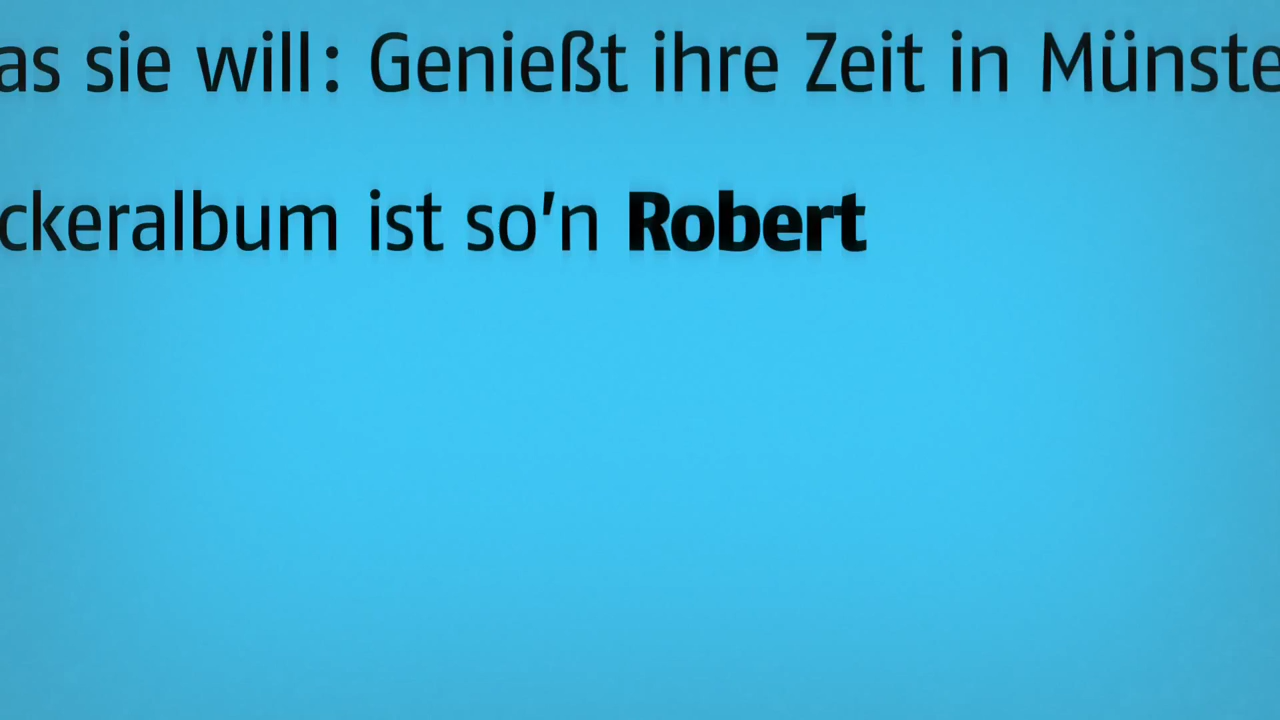 as sie will: Genießt ihre Zeit in Münste
ckeralbum ist so'n Robert